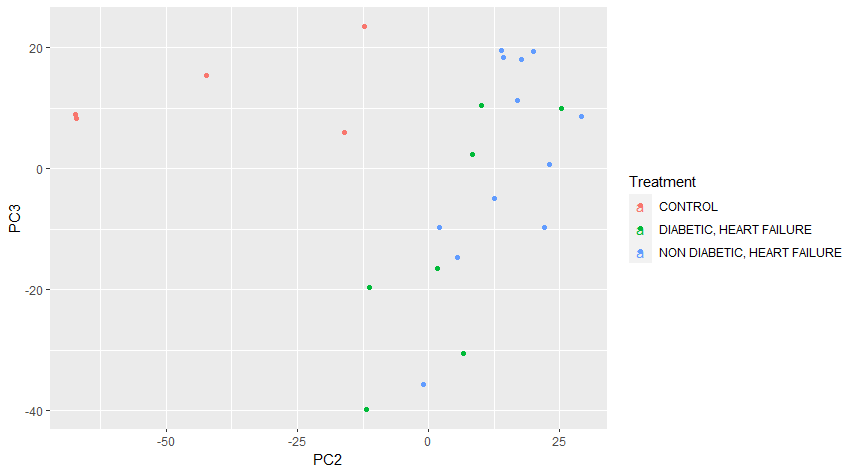 20
0
-20
-40
PC3
-50
-25
0
25
PC2
Treatment
a CONTROL
a DIABETIC, HEART FAILURE
a NON DIABETIC, HEART FAILURE